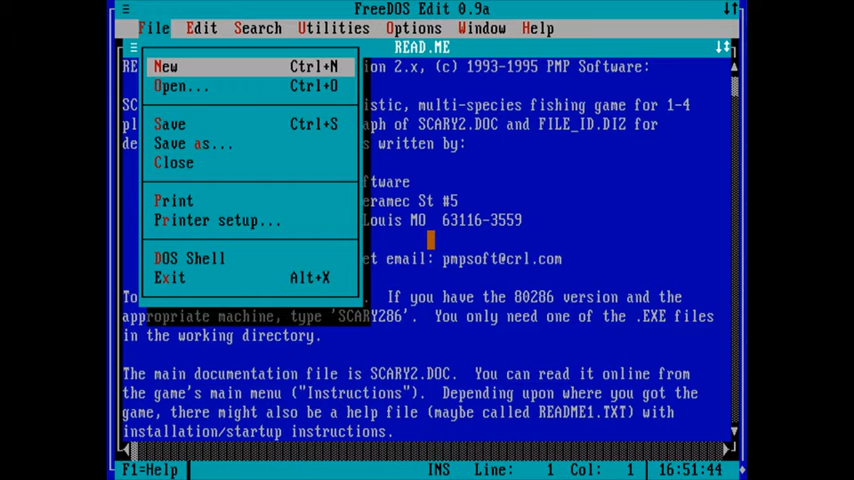 FreeDOS Edit 0.9a
File Edit Search Utilities Options Window Help
READ.ME
New Ctrl+N
Open... Ctrl+O
Save Ctrl+S
Save as...
Close
Print
Printer setup...
DOS Shell
Exit Alt+X
RE ion 2.x, (c) 1993-1995 PMP Software:
SC istic, multi-species fishing game for 1-4
pl aph of SCARY2.DOC and FILE_ID.DIZ for
de s written by:
ftware
eramec St #5
Louis MO 63116-3559
et email: pmpsoft@crl.com
To . If you have the 80286 version and the
appropriate machine, type 'SCARY286'. You only need one of the .EXE files
in the working directory.
The main documentation file is SCARY2.DOC. You can read it online from
the game's main menu ("Instructions"). Depending upon where you got the
game, there might also be a help file (maybe called README1.TXT) with
installation/startup instructions.
F1=Help INS Line: 1 Col: 1 16:51:44